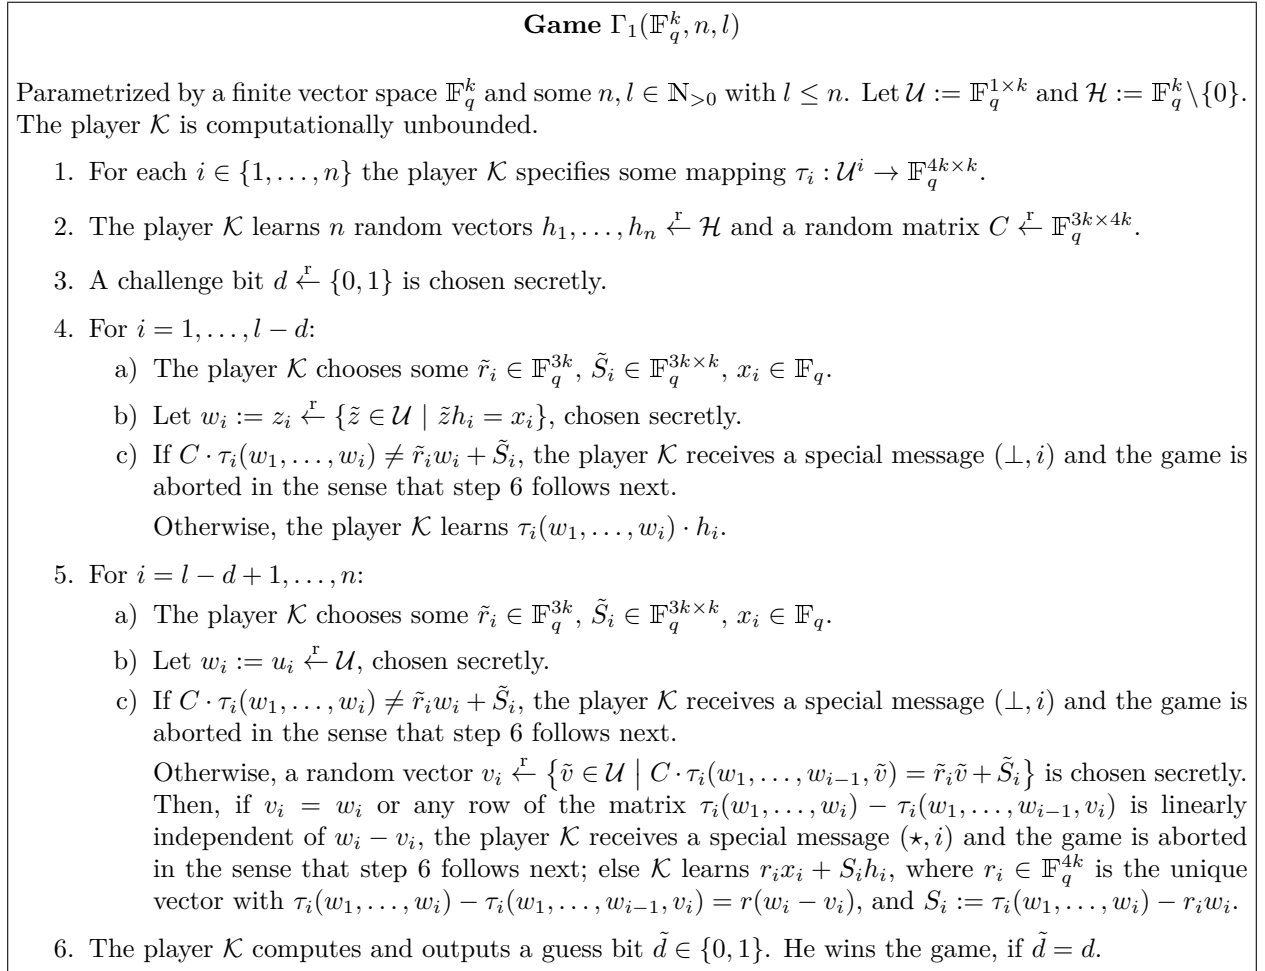 Game Γ₁(𝔽_q^k, n, l)
Parametrized by a finite vector space 𝔽_q^k and some n, l ∈ ℕ_{>0} with l ≤ n. Let 𝒰 := 𝔽_q^{1×k} and ℋ := 𝔽_q^k\{0}.
The player 𝒦 is computationally unbounded.
1. For each i ∈ {1, . . . , n} the player 𝒦 specifies some mapping τ_i : 𝒰^i → 𝔽_q^{4k×k}.
2. The player 𝒦 learns n random vectors h_1, . . . , h_n ←^r ℋ and a random matrix C ←^r 𝔽_q^{3k×4k}.
3. A challenge bit d ←^r {0, 1} is chosen secretly.
4. For i = 1, . . . , l − d:
a) The player 𝒦 chooses some r̃_i ∈ 𝔽_q^{3k}, S̃_i ∈ 𝔽_q^{3k×k}, x_i ∈ 𝔽_q.
b) Let w_i := z_i ←^r {z̃ ∈ 𝒰 | z̃h_i = x_i}, chosen secretly.
c) If C · τ_i(w_1, . . . , w_i) ≠ r̃_i w_i + S̃_i, the player 𝒦 receives a special message (⊥, i) and the game is
aborted in the sense that step 6 follows next.
Otherwise, the player 𝒦 learns τ_i(w_1, . . . , w_i) · h_i.
5. For i = l − d + 1, . . . , n:
a) The player 𝒦 chooses some r̃_i ∈ 𝔽_q^{3k}, S̃_i ∈ 𝔽_q^{3k×k}, x_i ∈ 𝔽_q.
b) Let w_i := u_i ←^r 𝒰, chosen secretly.
c) If C · τ_i(w_1, . . . , w_i) ≠ r̃_i w_i + S̃_i, the player 𝒦 receives a special message (⊥, i) and the game is
aborted in the sense that step 6 follows next.
Otherwise, a random vector v_i ←^r {ṽ ∈ 𝒰 | C · τ_i(w_1, . . . , w_{i−1}, ṽ) = r̃_i ṽ + S̃_i} is chosen secretly.
Then, if v_i = w_i or any row of the matrix τ_i(w_1, . . . , w_i) − τ_i(w_1, . . . , w_{i−1}, v_i) is linearly
independent of w_i − v_i, the player 𝒦 receives a special message (⋆, i) and the game is aborted
in the sense that step 6 follows next; else 𝒦 learns r_i x_i + S_i h_i, where r_i ∈ 𝔽_q^{4k} is the unique
vector with τ_i(w_1, . . . , w_i) − τ_i(w_1, . . . , w_{i−1}, v_i) = r(w_i − v_i), and S_i := τ_i(w_1, . . . , w_i) − r_i w_i.
6. The player 𝒦 computes and outputs a guess bit d̃ ∈ {0, 1}. He wins the game, if d̃ = d.